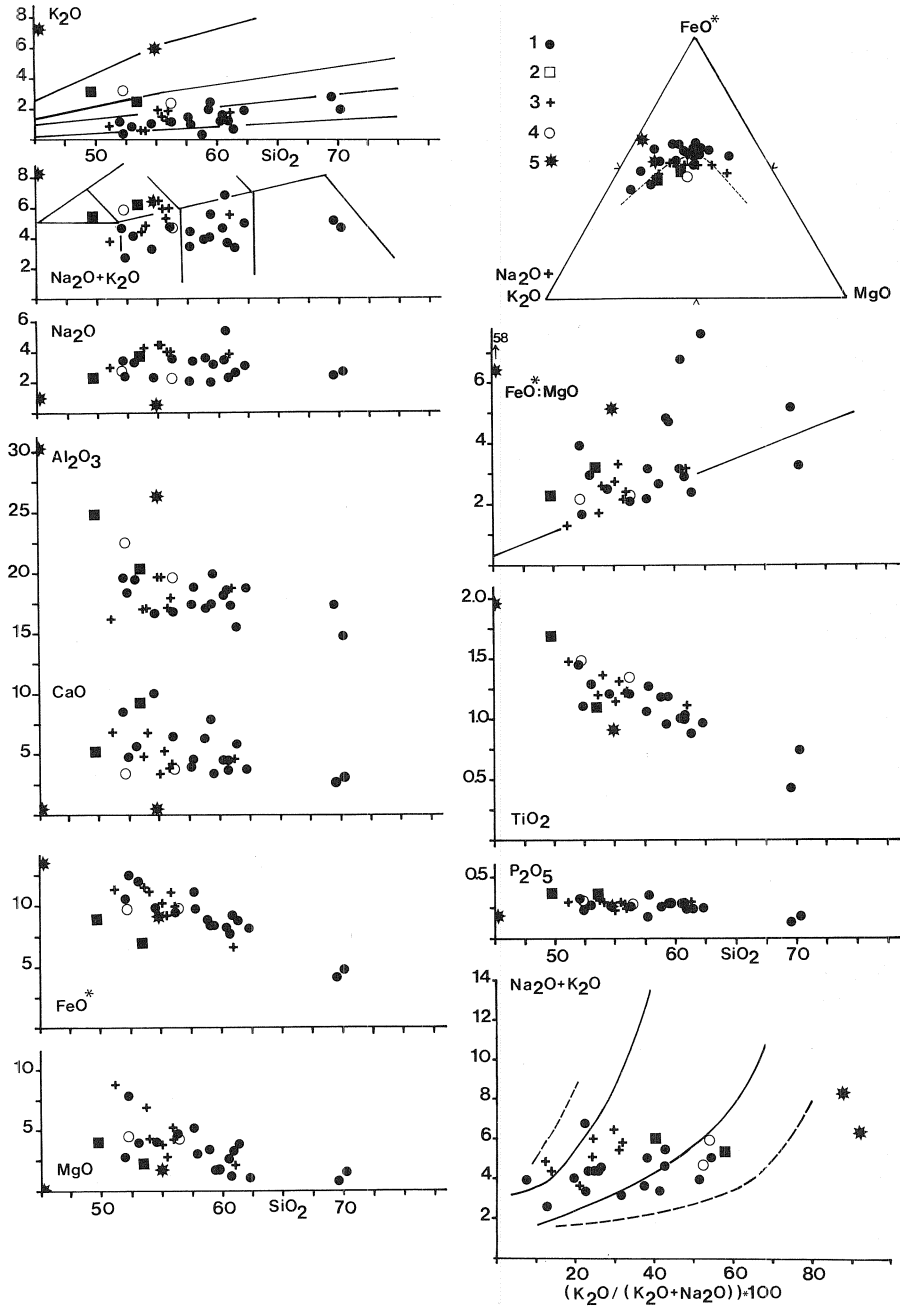 K2O
8
6
4
2
50 60 SiO2 70
8
6
4
2
Na2O+K2O
6
4
2
Na2O
30
25
20
15
10
5
Al2O3
CaO
10
5
FeO*
10
5
MgO
50 60 SiO2 70
FeO*
1
2
3
4
5
Na2O+
K2O
MgO
58
6
4
2
FeO*:MgO
2.0
1.5
1.0
0.5
TiO2
0.5
P2O5
50 60 SiO2 70
14
12
10
8
6
4
2
Na2O+K2O
20 40 60 80
(K2O/(K2O+Na2O))*100